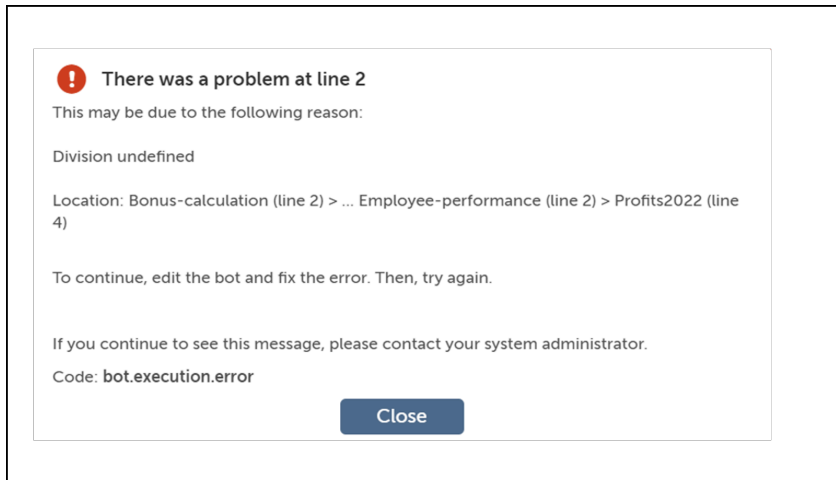 There was a problem at line 2
This may be due to the following reason:
Division undefined
Location: Bonus-calculation (line 2) > ... Employee-performance (line 2) > Profits2022 (line
4)
To continue, edit the bot and fix the error. Then, try again.
If you continue to see this message, please contact your system administrator.
Code: bot.execution.error
Close